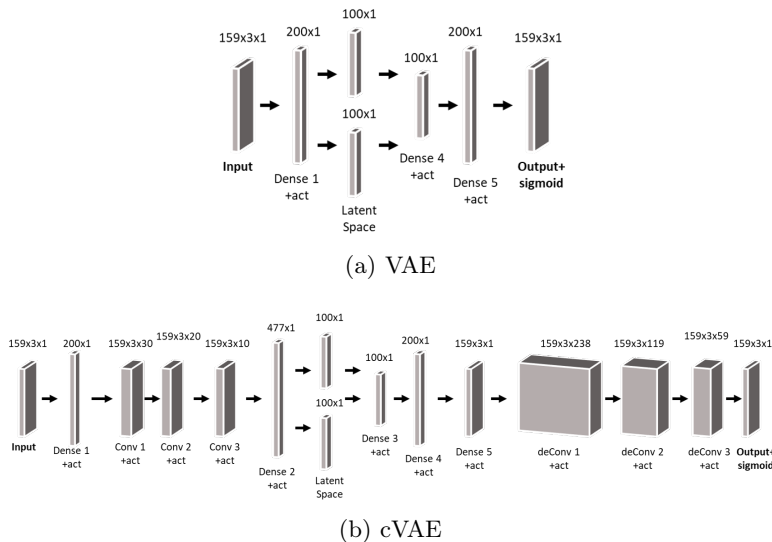 159x3x1
200x1
100x1
100x1
100x1
200x1
159x3x1
Input
Dense 1
+act
Latent
Space
Dense 4
+act
Dense 5
+act
Output+
sigmoid
(a) VAE
159x3x1
200x1
159x3x30
159x3x20
159x3x10
477x1
100x1
100x1
100x1
200x1
159x3x1
159x3x238
159x3x119
159x3x59
159x3x1
Input
Dense 1
+act
Conv 1
+act
Conv 2
+act
Conv 3
+act
Dense 2
+act
Latent
Space
Dense 3
+act
Dense 4
+act
Dense 5
+act
deConv 1
+act
deConv 2
+act
deConv 3
+act
Output+
sigmoid
(b) cVAE